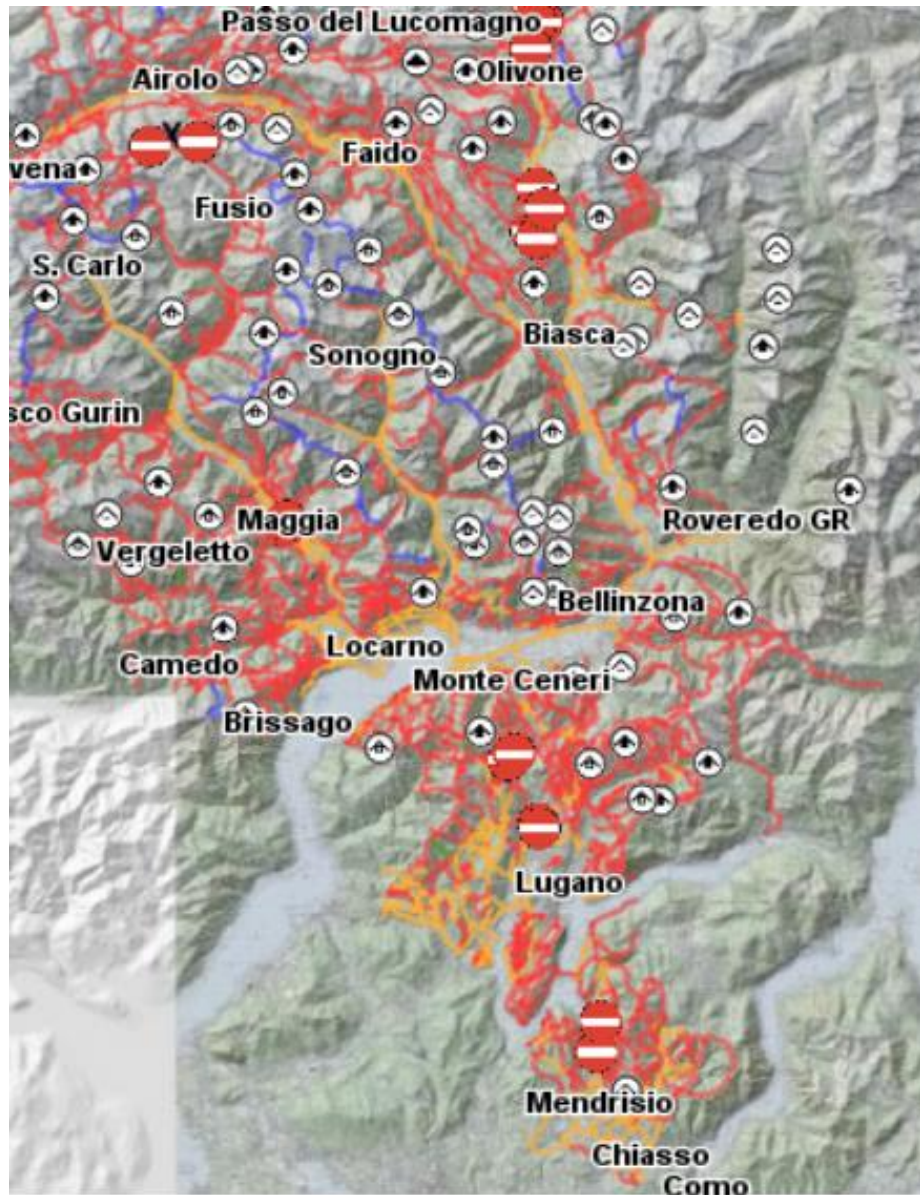 Passo del Lucomagno
Airolo
Olivone
Faido
vena
Fusio
S. Carlo
Biasca
Sonogno
sco Gurin
Maggia
Roveredo GR
Vergeletto
Bellinzona
Locarno
Camedo
Monte Ceneri
Brissago
Lugano
Mendrisio
Chiasso
Como